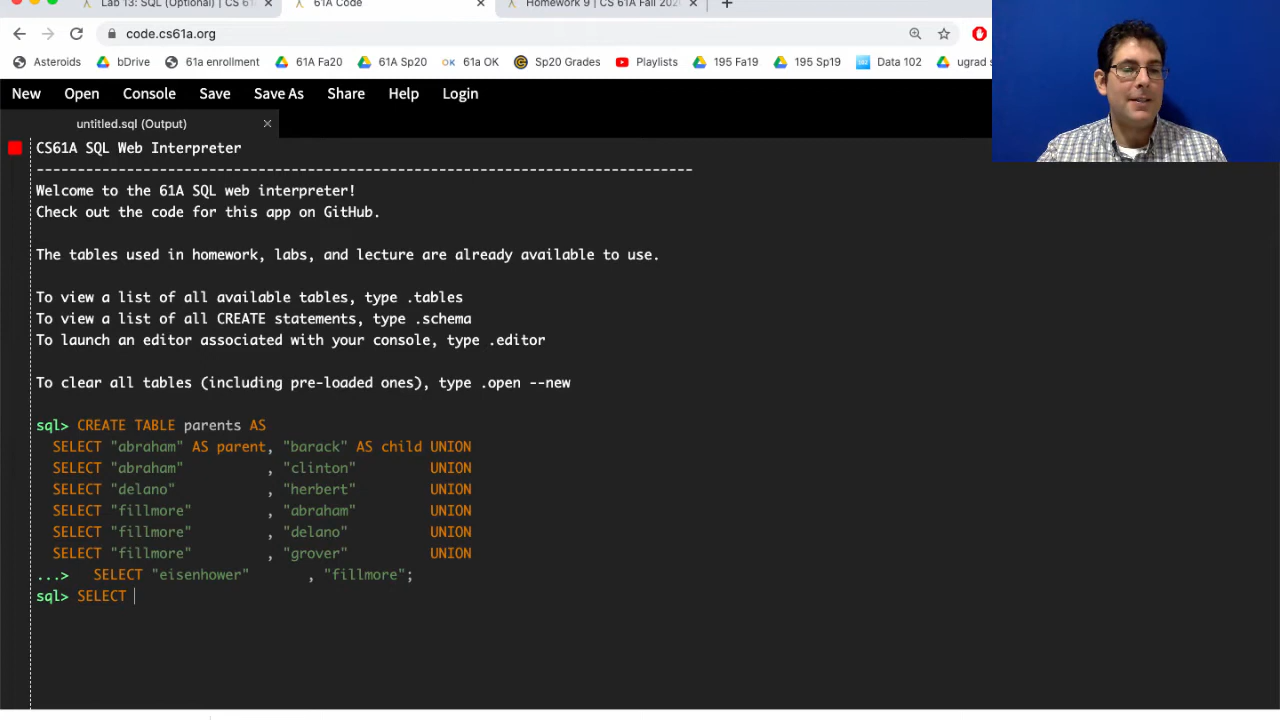 Lab 13: SQL (Optional) | CS 61
61A Code
Homework 9 | CS 61A Fall 202
code.cs61a.org
Asteroids bDrive 61a enrollment 61A Fa20 61A Sp20 OK 61a OK Sp20 Grades Playlists 195 Fa19 195 Sp19 Data 102 ugrad
New Open Console Save Save As Share Help Login
untitled.sql (Output)
CS61A SQL Web Interpreter
--------------------------------------------------------------------------------
Welcome to the 61A SQL web interpreter!
Check out the code for this app on GitHub.
The tables used in homework, labs, and lecture are already available to use.
To view a list of all available tables, type .tables
To view a list of all CREATE statements, type .schema
To launch an editor associated with your console, type .editor
To clear all tables (including pre-loaded ones), type .open --new
sql> CREATE TABLE parents AS
SELECT "abraham" AS parent, "barack" AS child UNION
SELECT "abraham" , "clinton" UNION
SELECT "delano" , "herbert" UNION
SELECT "fillmore" , "abraham" UNION
SELECT "fillmore" , "delano" UNION
SELECT "fillmore" , "grover" UNION
...> SELECT "eisenhower" , "fillmore";
sql> SELECT